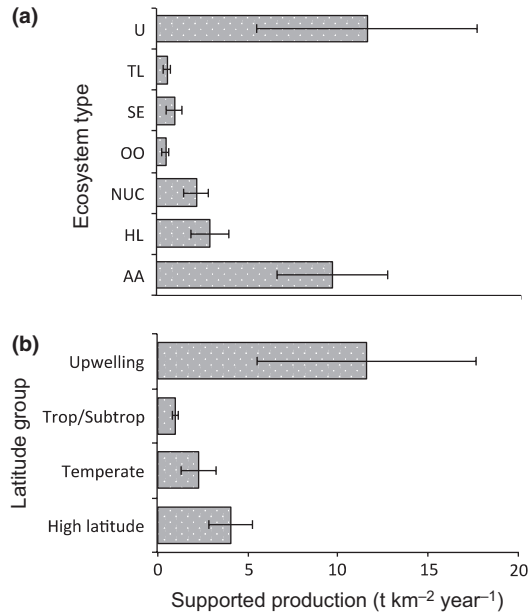 (a)
U
TL
SE
OO
NUC
HL
AA
Ecosystem type
(b)
Upwelling
Trop/Subtrop
Temperate
High latitude
Latitude group
0 5 10 15 20
Supported production (t km⁻² year⁻¹)